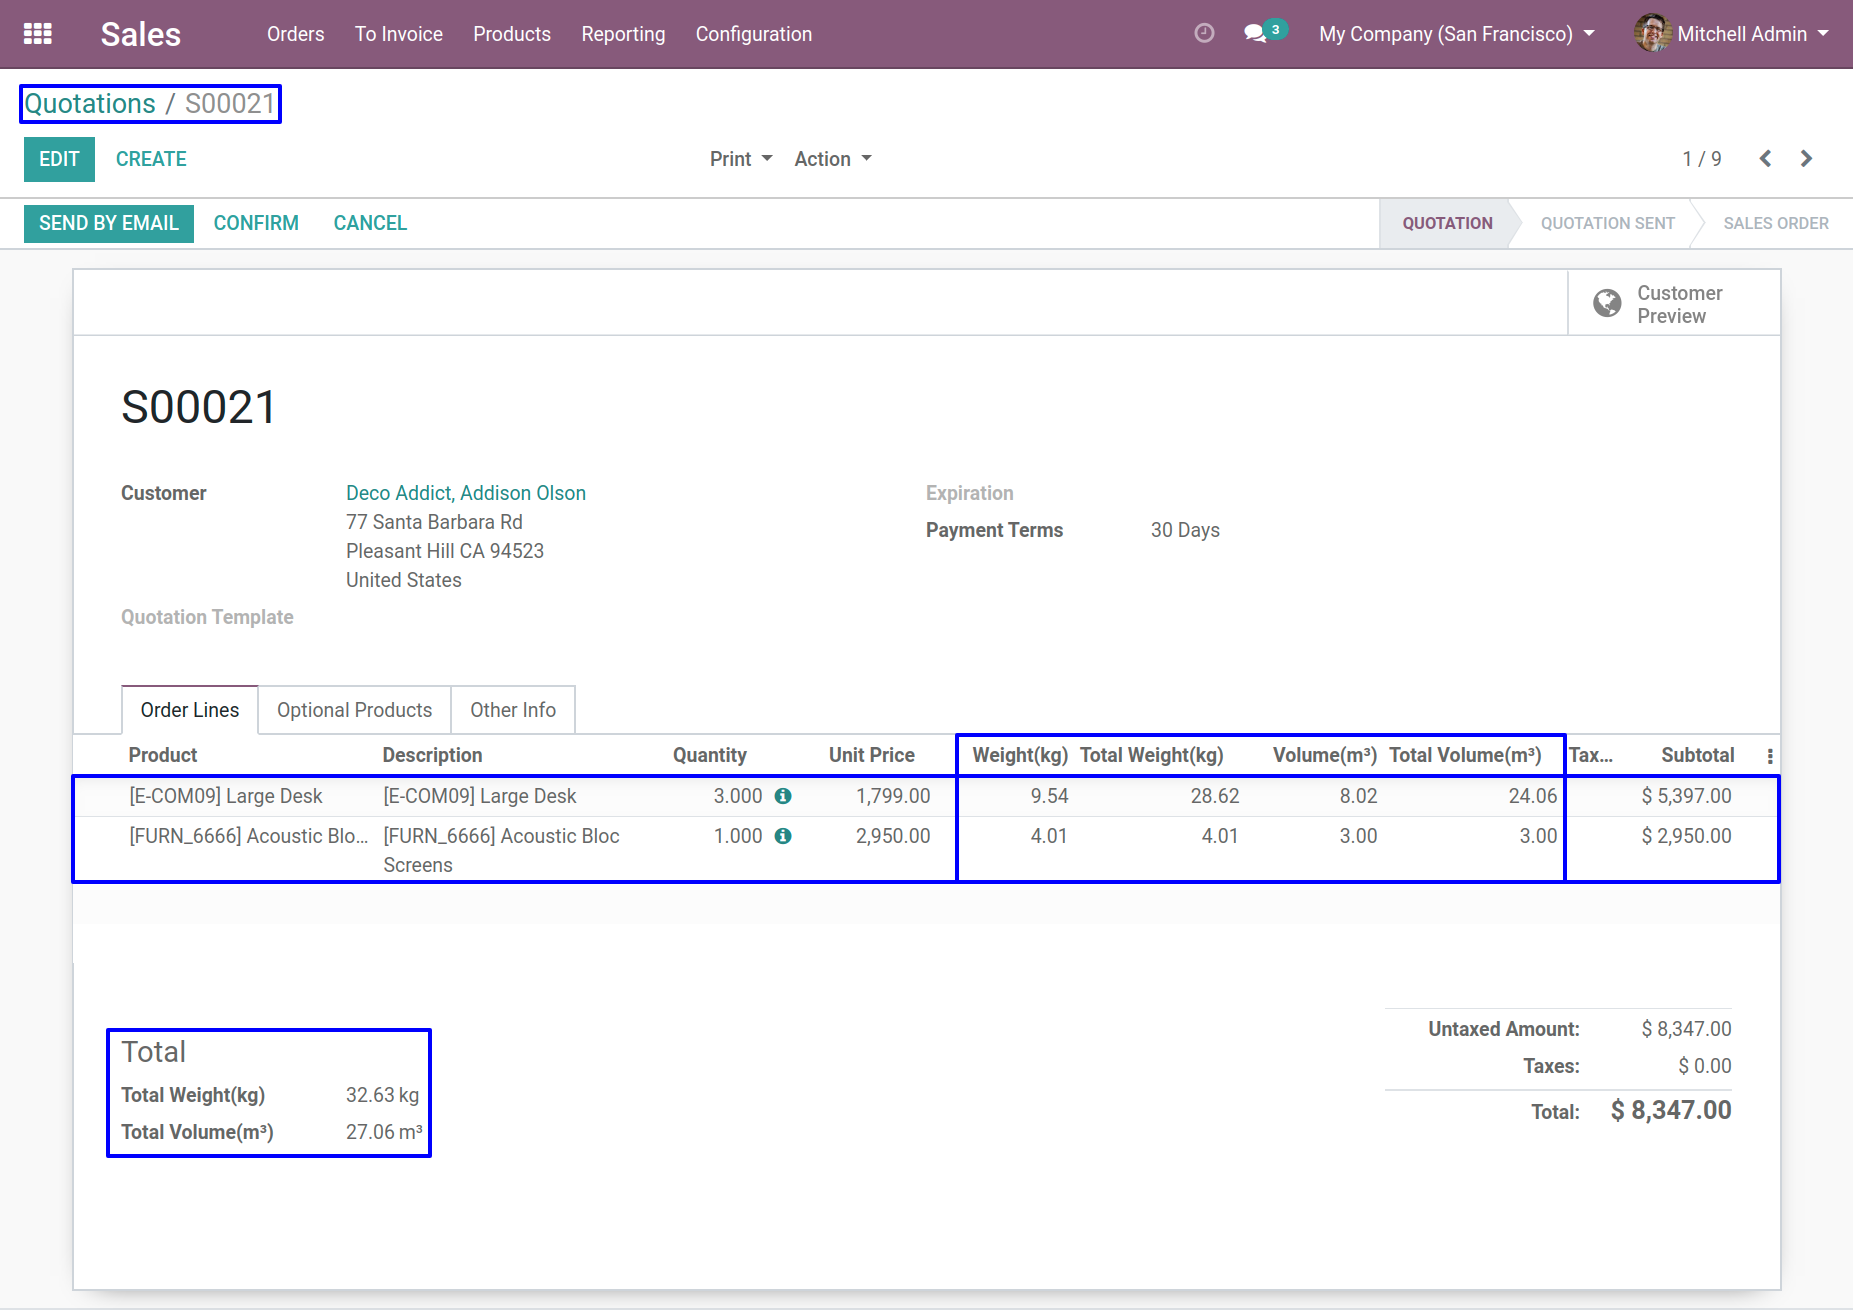 Sales Orders To Invoice Products Reporting Configuration 3 My Company (San Francisco) Mitchell Admin
Quotations / S00021
EDIT CREATE Print Action 1 / 9
SEND BY EMAIL CONFIRM CANCEL QUOTATION QUOTATION SENT SALES ORDER
Customer
Preview
S00021
Customer Deco Addict, Addison Olson Expiration
77 Santa Barbara Rd
Payment Terms 30 Days
Pleasant Hill CA 94523
United States
Quotation Template
Order Lines Optional Products Other Info
Product Description Quantity Unit Price Weight(kg) Total Weight(kg) Volume(m³) Total Volume(m³) Tax... Subtotal
[E-COM09] Large Desk [E-COM09] Large Desk 3.000 1,799.00 9.54 28.62 8.02 24.06 $ 5,397.00
[FURN_6666] Acoustic Blo... [FURN_6666] Acoustic Bloc 1.000 2,950.00 4.01 4.01 3.00 3.00 $ 2,950.00
Screens
Untaxed Amount: $ 8,347.00
Total
Taxes: $ 0.00
Total Weight(kg) 32.63 kg
Total: $ 8,347.00
Total Volume(m³) 27.06 m³